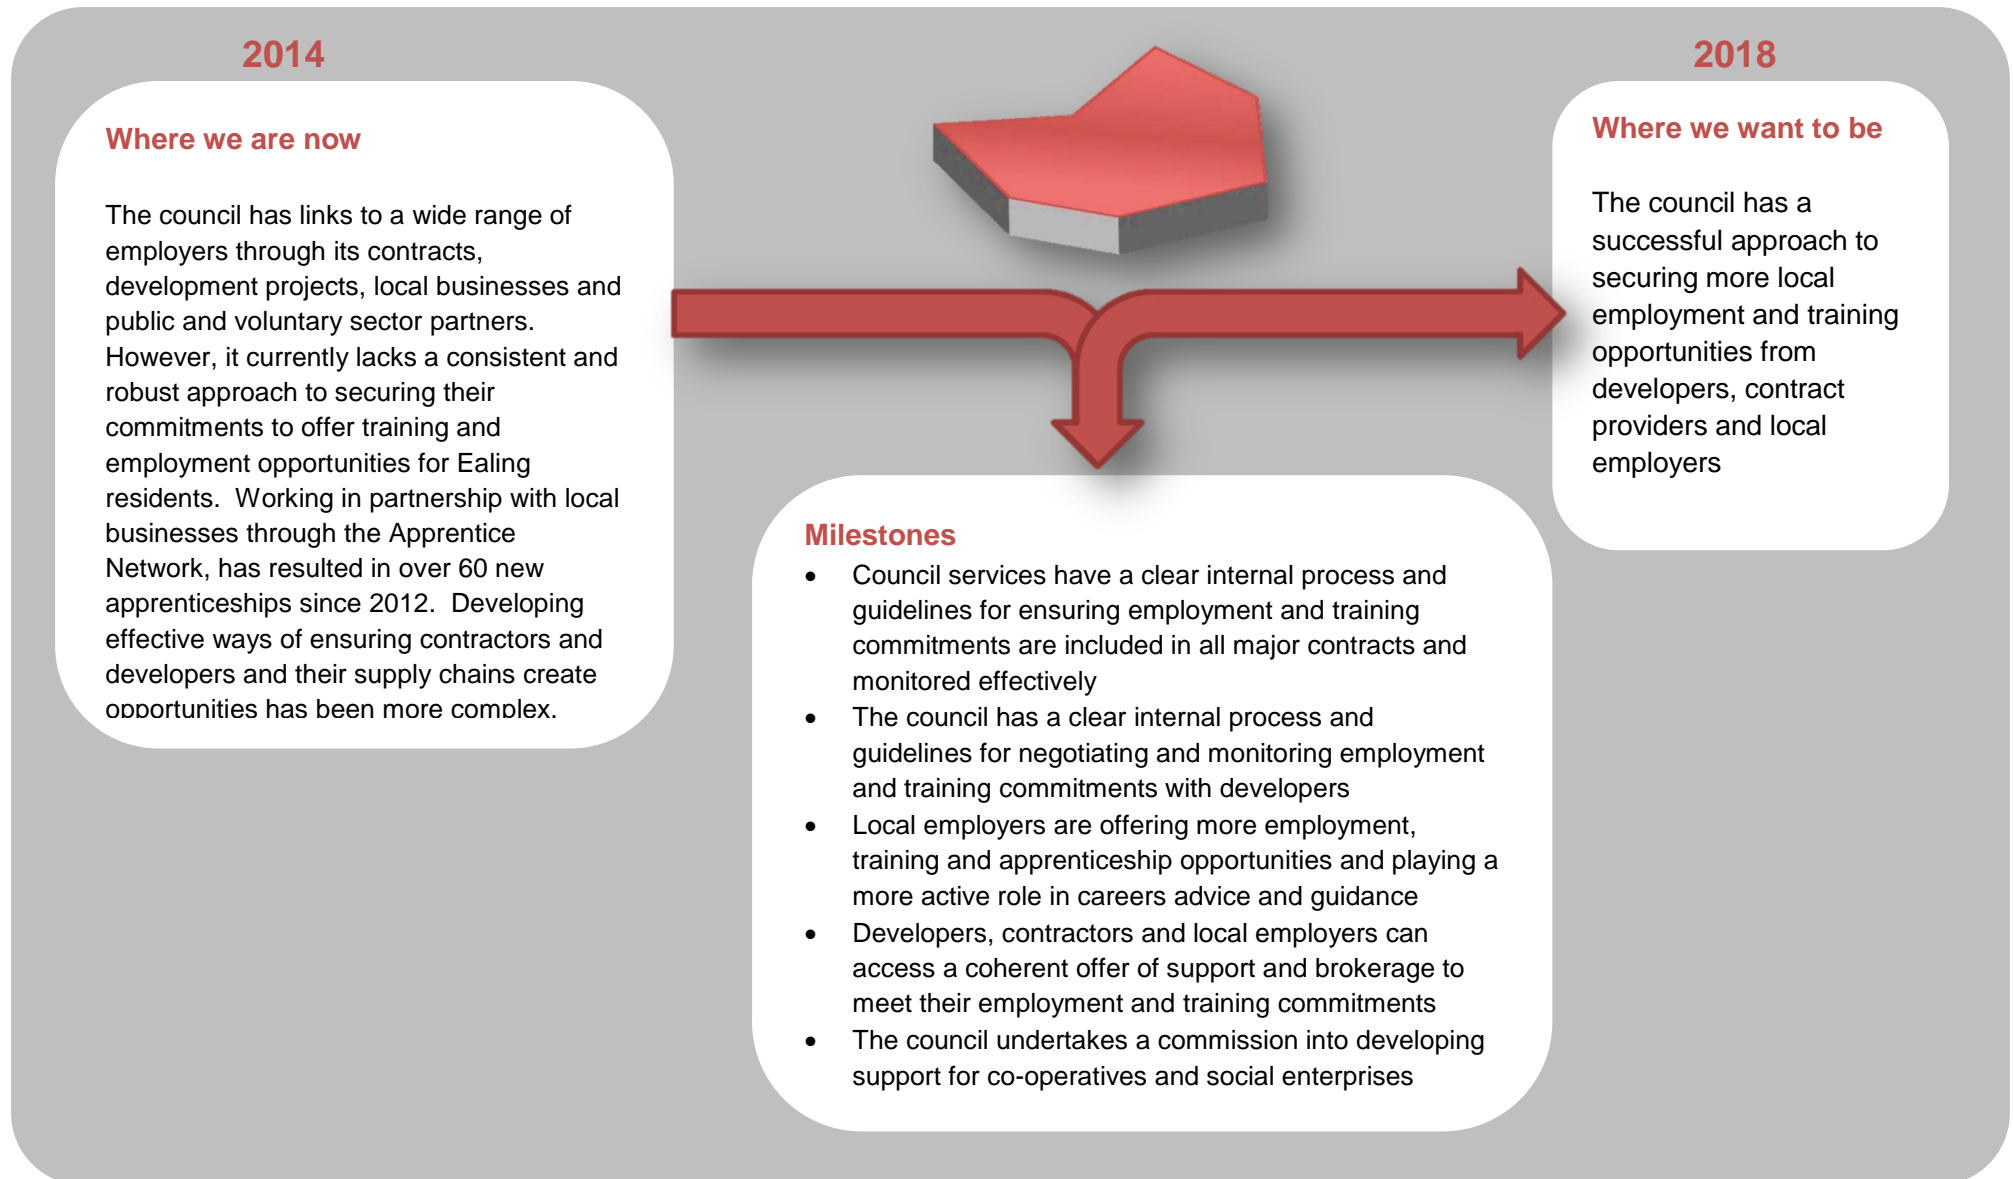 2014
Where we are now
The council has links to a wide range of
employers through its contracts,
development projects, local businesses and
public and voluntary sector partners.
However, it currently lacks a consistent and
robust approach to securing their
commitments to offer training and
employment opportunities for Ealing
residents.  Working in partnership with local
businesses through the Apprentice
Network, has resulted in over 60 new
apprenticeships since 2012.  Developing
effective ways of ensuring contractors and
developers and their supply chains create
opportunities has been more complex.
Milestones
• Council services have a clear internal process and
guidelines for ensuring employment and training
commitments are included in all major contracts and
monitored effectively
• The council has a clear internal process and
guidelines for negotiating and monitoring employment
and training commitments with developers
• Local employers are offering more employment,
training and apprenticeship opportunities and playing a
more active role in careers advice and guidance
• Developers, contractors and local employers can
access a coherent offer of support and brokerage to
meet their employment and training commitments
• The council undertakes a commission into developing
support for co-operatives and social enterprises
2018
Where we want to be
The council has a
successful approach to
securing more local
employment and training
opportunities from
developers, contract
providers and local
employers